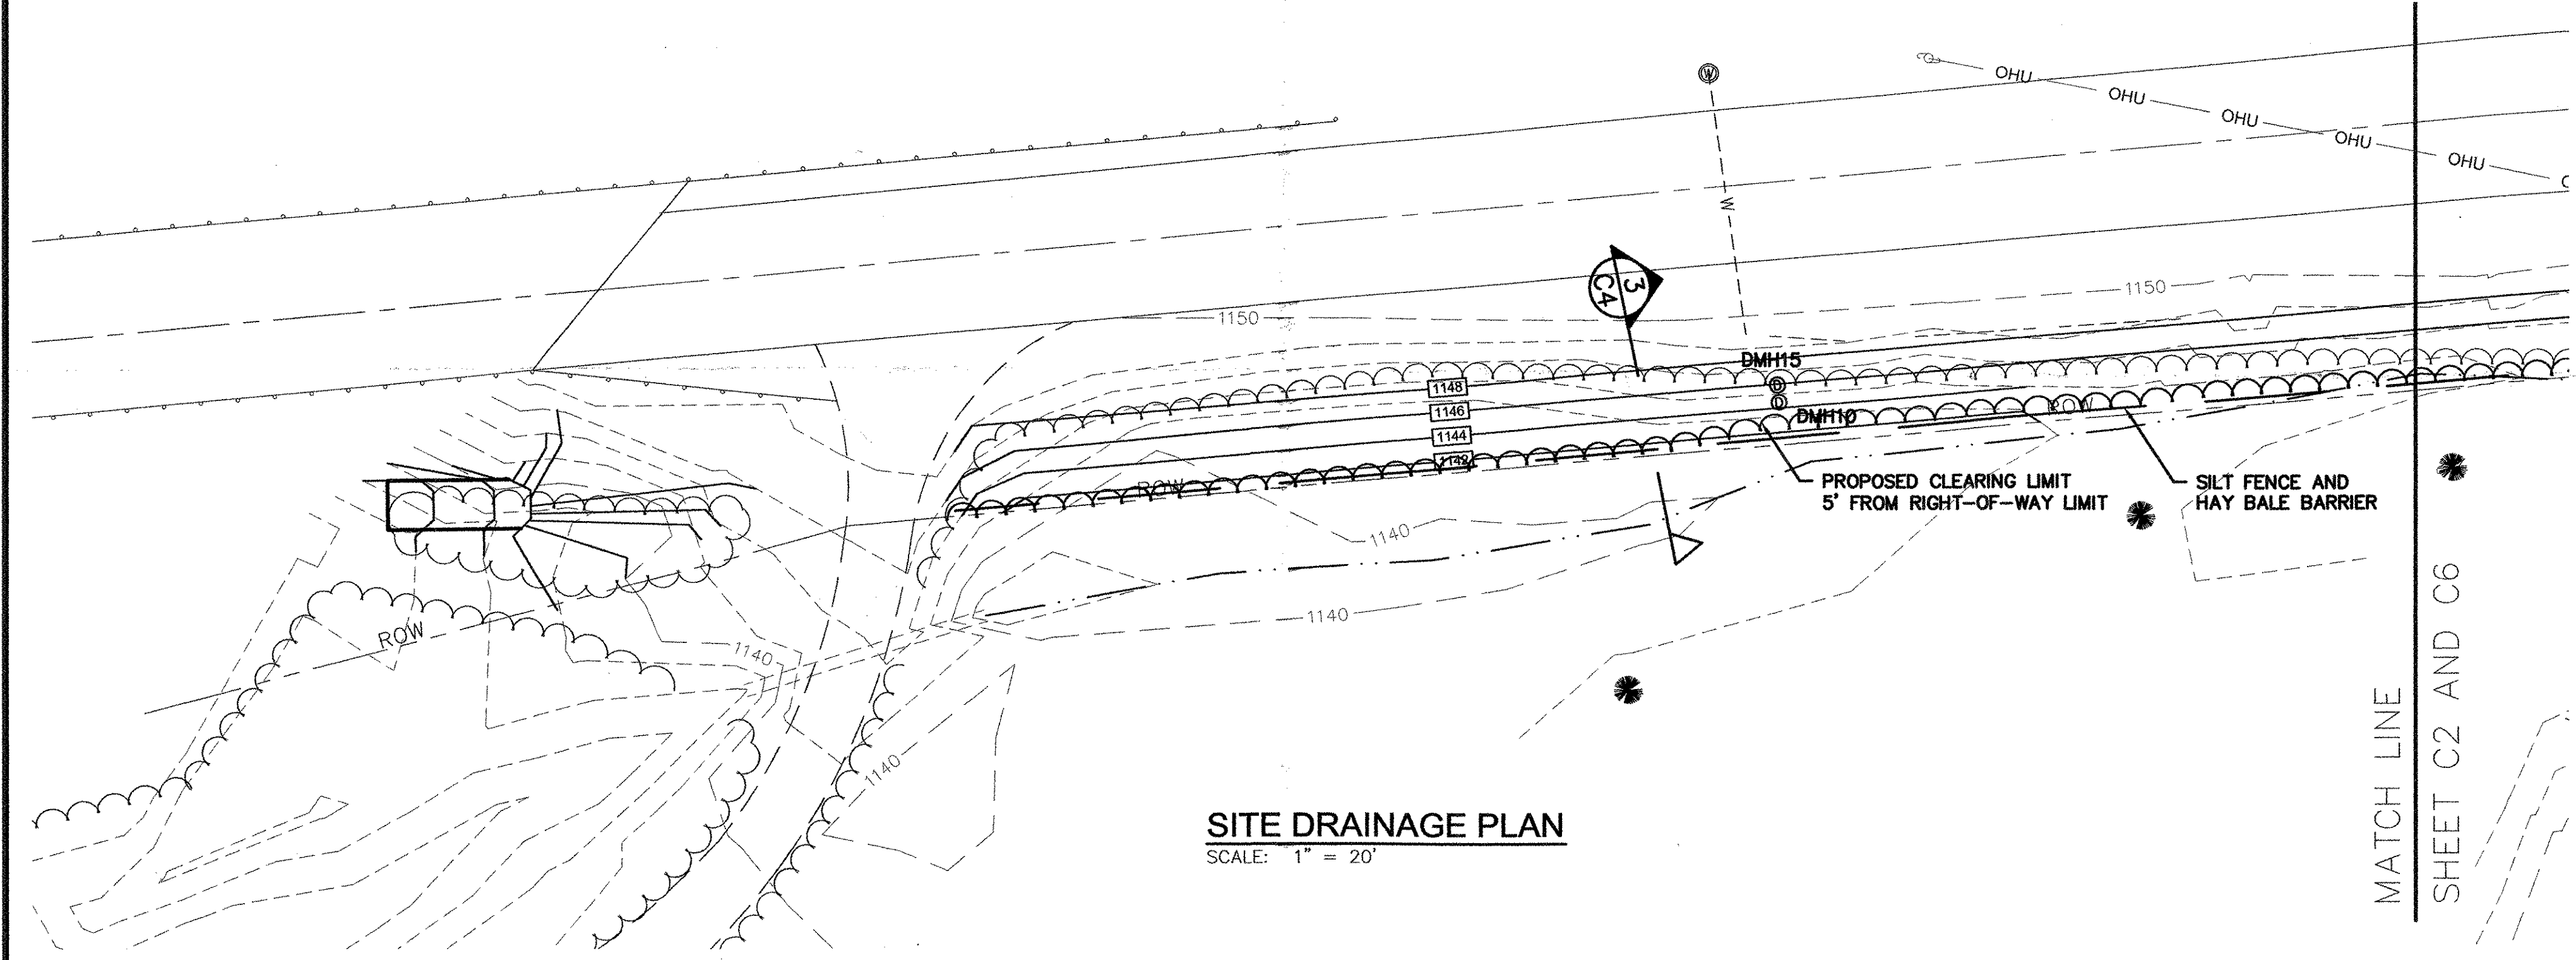 OHU
OHU
OHU
OHU
OHU
W
W
3
C4
1150
1150
DMH15
D
D
DMH10
1148
1146
1144
1142
ROW
ROW
PROPOSED CLEARING LIMIT
5' FROM RIGHT-OF-WAY LIMIT
SILT FENCE AND
HAY BALE BARRIER
1140
1140
ROW
1140
1140
SITE DRAINAGE PLAN
SCALE: 1" = 20'
MATCH LINE
SHEET C2 AND C6